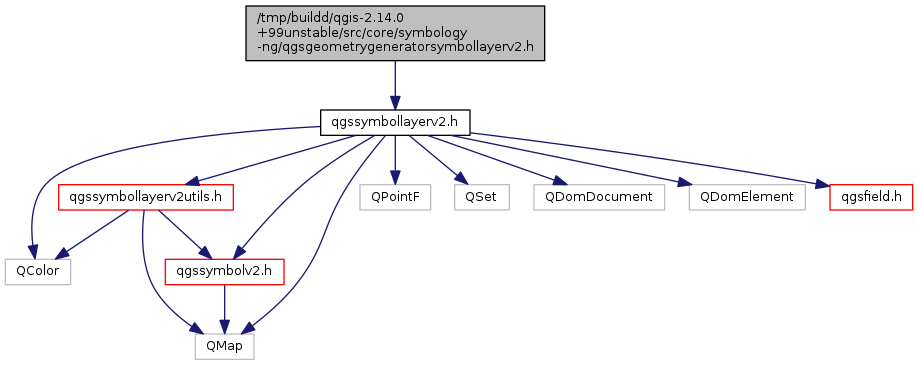 /tmp/buildd/qgis-2.14.0
+99unstable/src/core/symbology
-ng/qgsgeometrygeneratorsymbollayerv2.h
qgssymbollayerv2.h
qgssymbollayerv2utils.h
QPointF
QSet
QDomDocument
QDomElement
qgsfield.h
QColor
qgssymbolv2.h
QMap